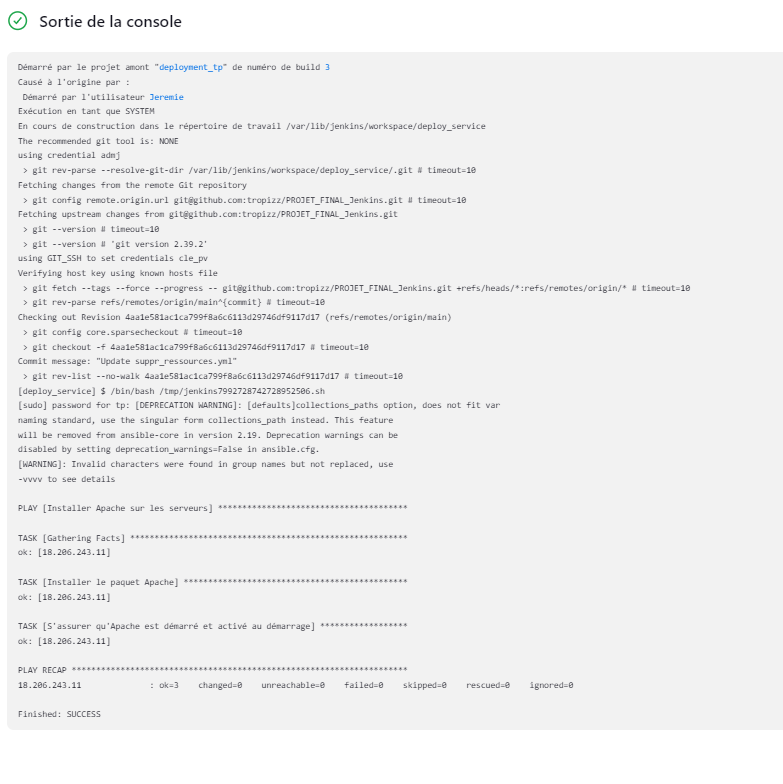 Sortie de la console
Démarré par le projet amont "deployment_tp" de numéro de build 3
Causé à l'origine par :
Démarré par l'utilisateur Jeremie
Exécution en tant que SYSTEM
En cours de construction dans le répertoire de travail /var/lib/jenkins/workspace/deploy_service
The recommended git tool is: NONE
using credential admj
> git rev-parse --resolve-git-dir /var/lib/jenkins/workspace/deploy_service/.git # timeout=10
Fetching changes from the remote Git repository
> git config remote.origin.url git@github.com:tropizz/PROJET_FINAL_Jenkins.git # timeout=10
Fetching upstream changes from git@github.com:tropizz/PROJET_FINAL_Jenkins.git
> git --version # timeout=10
> git --version # 'git version 2.39.2'
using GIT_SSH to set credentials cle_pv
Verifying host key using known hosts file
> git fetch --tags --force --progress -- git@github.com:tropizz/PROJET_FINAL_Jenkins.git +refs/heads/*:refs/remotes/origin/* # timeout=10
> git rev-parse refs/remotes/origin/main^{commit} # timeout=10
Checking out Revision 4aa1e581ac1ca799f8a6c6113d29746df9117d17 (refs/remotes/origin/main)
> git config core.sparsecheckout # timeout=10
> git checkout -f 4aa1e581ac1ca799f8a6c6113d29746df9117d17 # timeout=10
Commit message: "Update suppr_ressources.yml"
> git rev-list --no-walk 4aa1e581ac1ca799f8a6c6113d29746df9117d17 # timeout=10
[deploy_service] $ /bin/bash /tmp/jenkins7992728742728952506.sh
[sudo] password for tp: [DEPRECATION WARNING]: [defaults]collections_paths option, does not fit var
naming standard, use the singular form collections_path instead. This feature
will be removed from ansible-core in version 2.19. Deprecation warnings can be
disabled by setting deprecation_warnings=False in ansible.cfg.
[WARNING]: Invalid characters were found in group names but not replaced, use
-vvvv to see details
PLAY [Installer Apache sur les serveurs] ***************************************
TASK [Gathering Facts] *********************************************************
ok: [18.206.243.11]
TASK [Installer le paquet Apache] **********************************************
ok: [18.206.243.11]
TASK [S'assurer qu'Apache est démarré et activé au démarrage] ******************
ok: [18.206.243.11]
PLAY RECAP *********************************************************************
18.206.243.11 : ok=3 changed=0 unreachable=0 failed=0 skipped=0 rescued=0 ignored=0
Finished: SUCCESS